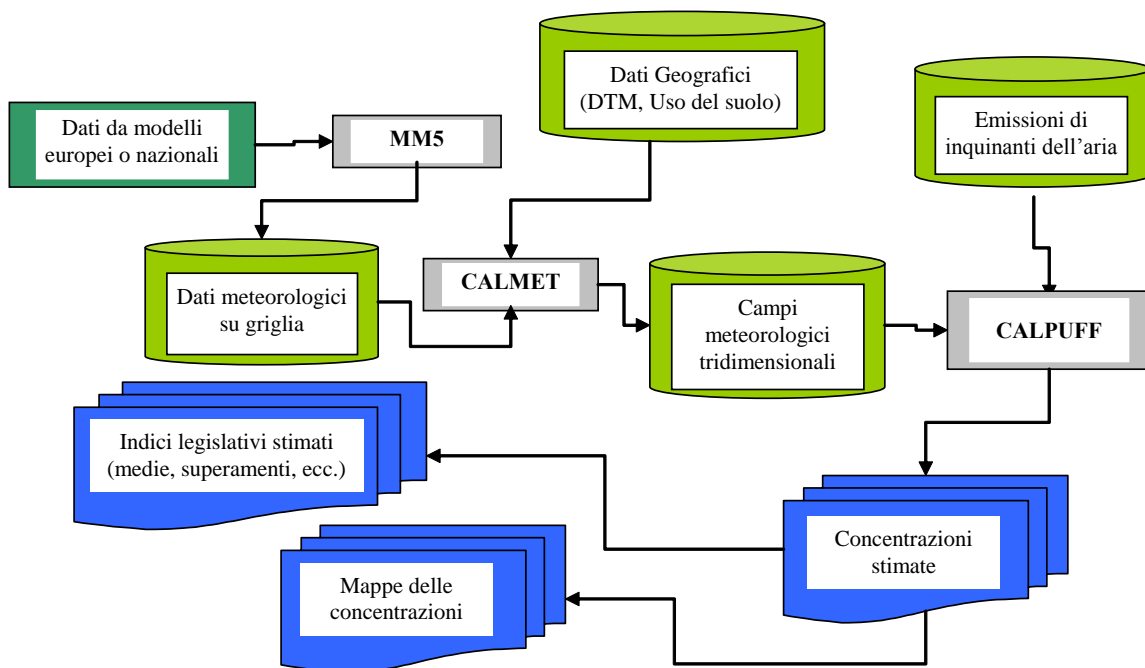 Dati Geografici
(DTM, Uso del suolo)
Emissioni di
inquinanti dell’aria
Dati da modelli
europei o nazionali
MM5
Dati meteorologici
su griglia
CALMET
Campi
meteorologici
tridimensionali
CALPUFF
Indici legislativi stimati
(medie, superamenti, ecc.)
Concentrazioni
stimate
Mappe delle
concentrazioni